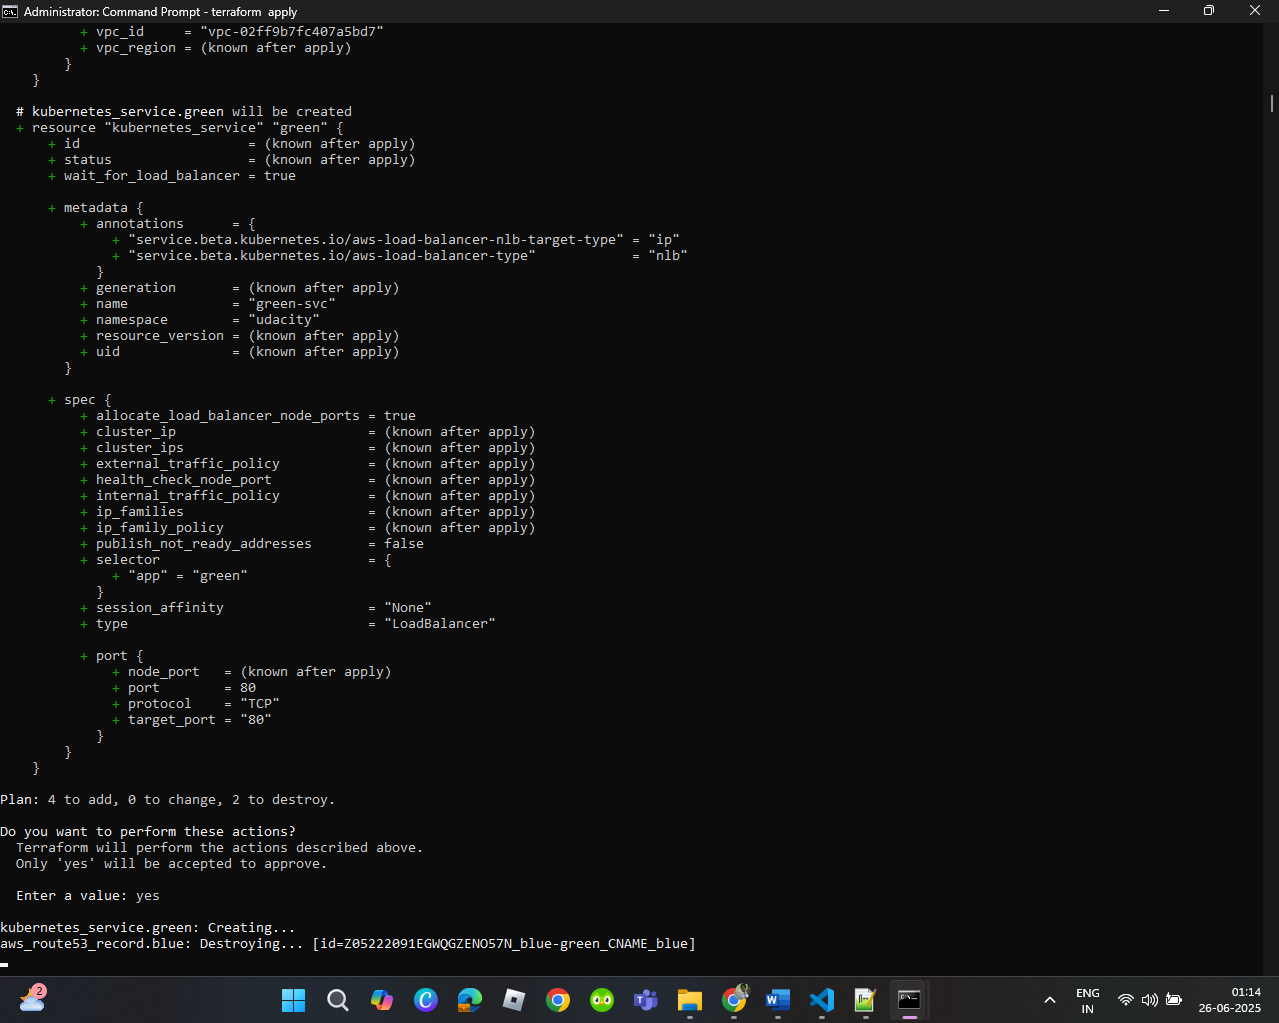 Administrator: Command Prompt - terraform  apply
+ vpc_id     = "vpc-02ff9b7fc407a5bd7"
+ vpc_region = (known after apply)
}
}
# kubernetes_service.green will be created
+ resource "kubernetes_service" "green" {
+ id                     = (known after apply)
+ status                 = (known after apply)
+ wait_for_load_balancer = true
+ metadata {
+ annotations      = {
+ "service.beta.kubernetes.io/aws-load-balancer-nlb-target-type" = "ip"
+ "service.beta.kubernetes.io/aws-load-balancer-type"            = "nlb"
}
+ generation       = (known after apply)
+ name             = "green-svc"
+ namespace        = "udacity"
+ resource_version = (known after apply)
+ uid              = (known after apply)
}
+ spec {
+ allocate_load_balancer_node_ports = true
+ cluster_ip                        = (known after apply)
+ cluster_ips                       = (known after apply)
+ external_traffic_policy           = (known after apply)
+ health_check_node_port            = (known after apply)
+ internal_traffic_policy           = (known after apply)
+ ip_families                       = (known after apply)
+ ip_family_policy                  = (known after apply)
+ publish_not_ready_addresses       = false
+ selector                          = {
+ "app" = "green"
}
+ session_affinity                  = "None"
+ type                              = "LoadBalancer"
+ port {
+ node_port   = (known after apply)
+ port        = 80
+ protocol    = "TCP"
+ target_port = "80"
}
}
}
Plan: 4 to add, 0 to change, 2 to destroy.
Do you want to perform these actions?
Terraform will perform the actions described above.
Only 'yes' will be accepted to approve.
Enter a value: yes
kubernetes_service.green: Creating...
aws_route53_record.blue: Destroying... [id=Z05222091EGWQGZENO57N_blue-green_CNAME_blue]
2
ENG
IN
01:14
26-06-2025